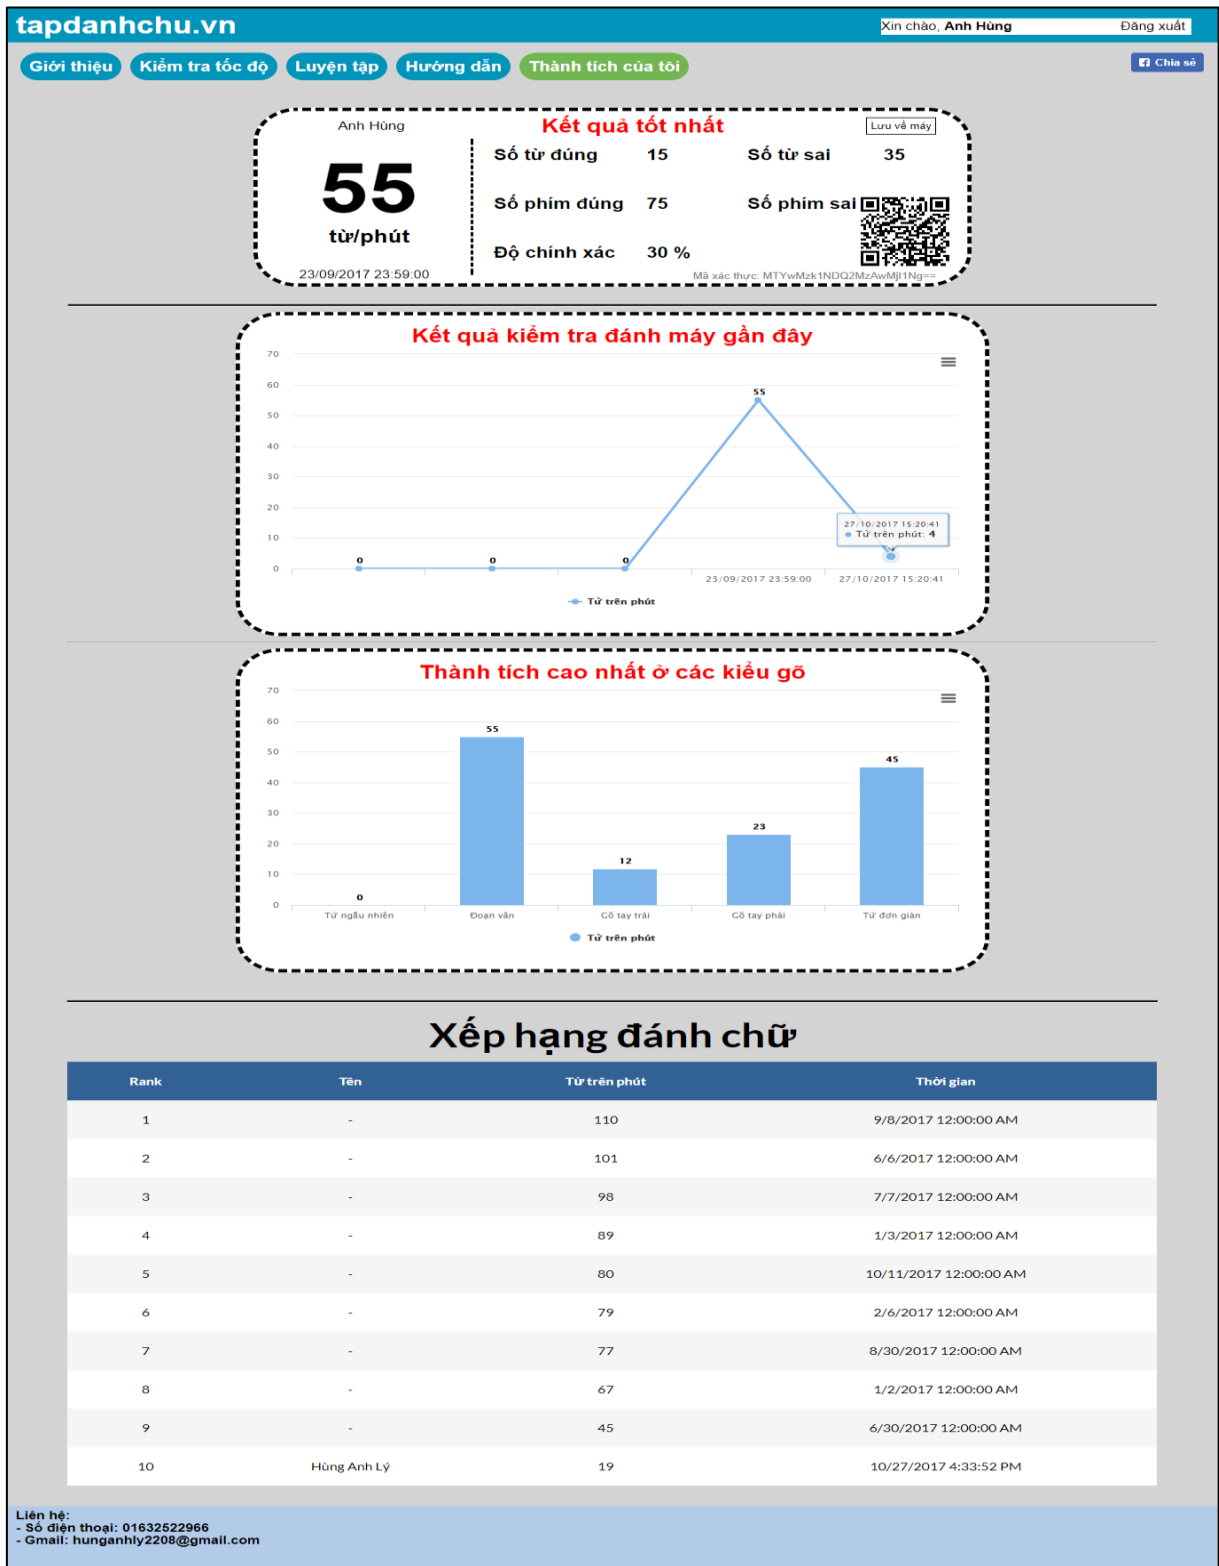 tapdanhchu.vn
Xin chào, Anh Hùng Đăng xuất
Giới thiệu Kiểm tra tốc độ Luyện tập Hướng dẫn Thành tích của tôi
Chia sẻ
Anh Hùng
Kết quả tốt nhất
Lưu về máy
55
từ/phút
23/09/2017 23:59:00
Số từ đúng 15 Số từ sai 35
Số phím đúng 75 Số phím sai
Độ chính xác 30 %
Mã xác thực: MTYwMzk1NDQ2MzAwMjI1Ng==
Kết quả kiểm tra đánh máy gần đây
70
60
50
40
30
20
10
0
0 0 0 55
27/10/2017 15:20:41
Từ trên phút: 4
23/09/2017 23:59:00 27/10/2017 15:20:41
Từ trên phút
Thành tích cao nhất ở các kiểu gõ
70
60
50
40
30
20
10
0
0 55 12 23 45
Từ ngẫu nhiên Đoạn văn Gõ tay trái Gõ tay phải Từ đơn giản
Từ trên phút
Xếp hạng đánh chữ
Rank Tên Từ trên phút Thời gian
1 - 110 9/8/2017 12:00:00 AM
2 - 101 6/6/2017 12:00:00 AM
3 - 98 7/7/2017 12:00:00 AM
4 - 89 1/3/2017 12:00:00 AM
5 - 80 10/11/2017 12:00:00 AM
6 - 79 2/6/2017 12:00:00 AM
7 - 77 8/30/2017 12:00:00 AM
8 - 67 1/2/2017 12:00:00 AM
9 - 45 6/30/2017 12:00:00 AM
10 Hùng Anh Lý 19 10/27/2017 4:33:52 PM
Liên hệ:
- Số điện thoại: 01632522966
- Gmail: hunganhly2208@gmail.com